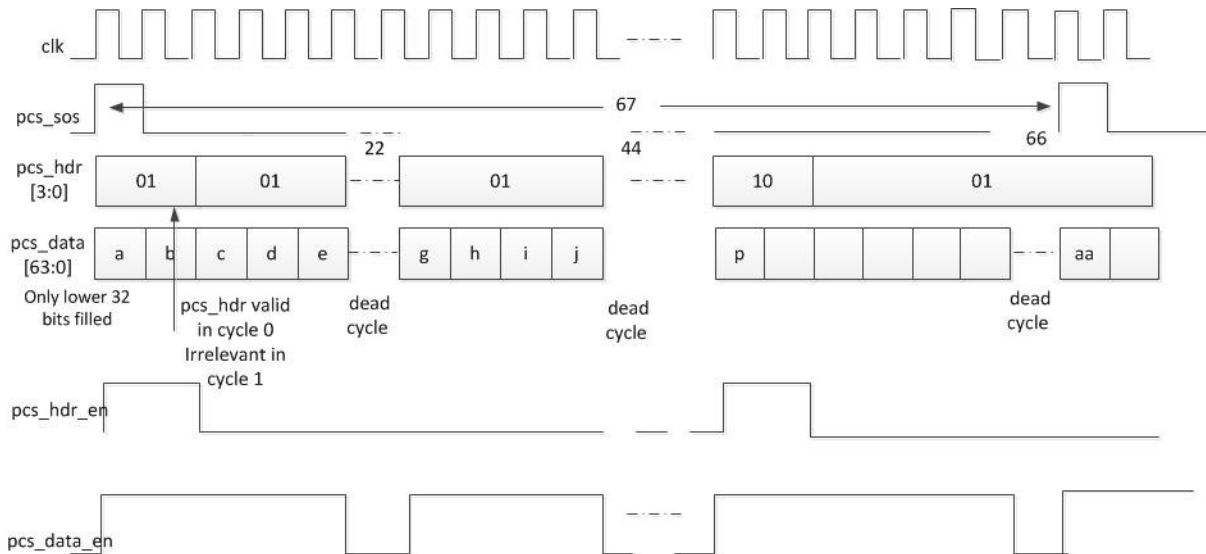 clk
67
pcs_sos
22
44
66
pcs_hdr
[3:0]
01
01
01
10
01
pcs_data
[63:0]
a
b
c
d
e
g
h
i
j
p
aa
Only lower 32
bits filled
pcs_hdr valid
in cycle 0
Irrelevant in
cycle 1
dead
cycle
dead
cycle
dead
cycle
pcs_hdr_en
pcs_data_en